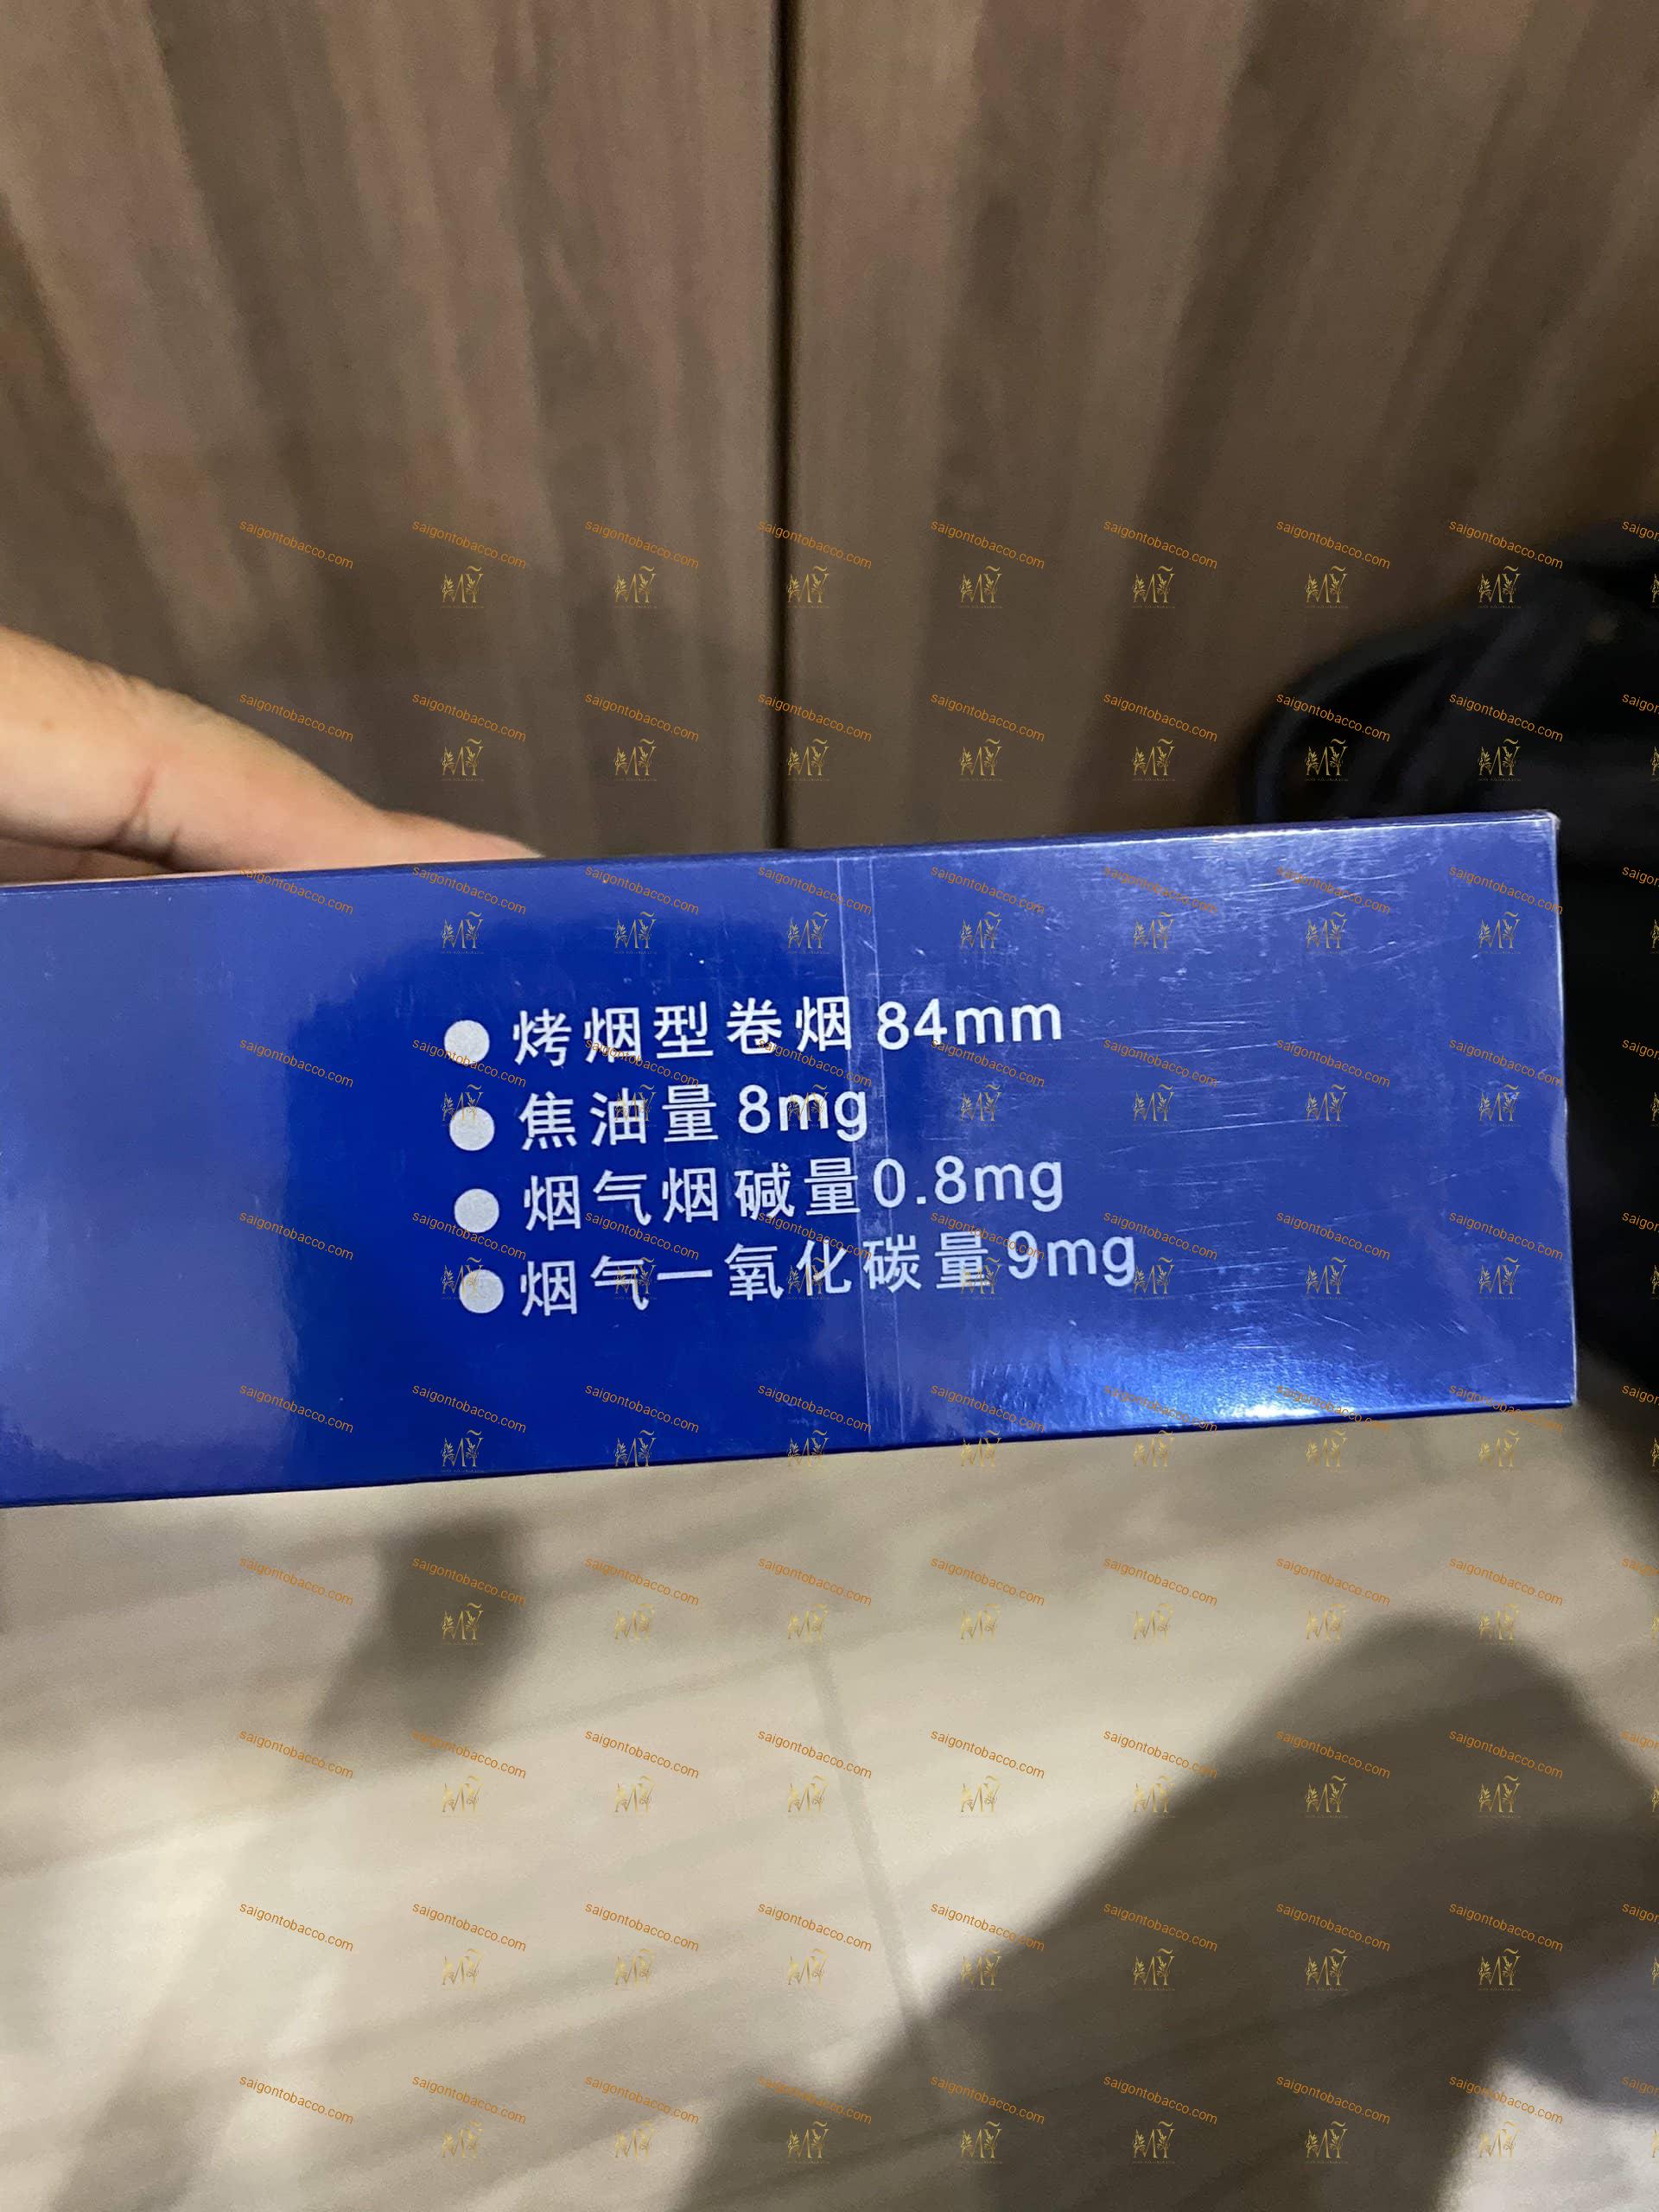 ● 烤烟型卷烟 84mm
● 焦油量 8mg
● 烟气烟碱量 0.8mg
● 烟气一氧化碳量 9mg
saigontobacco.com
MỸ